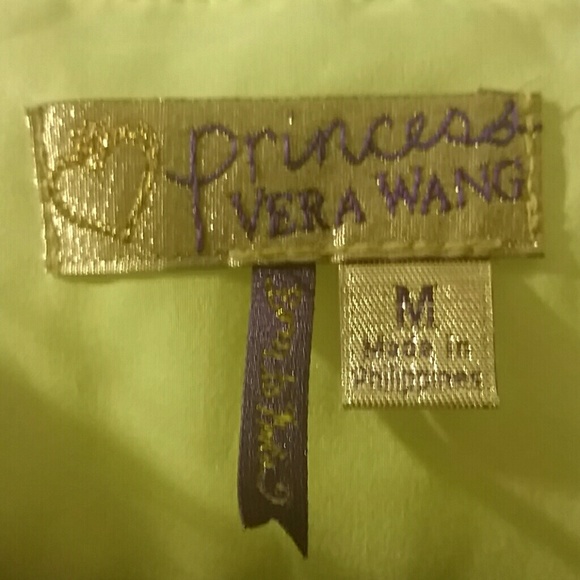 Princess
VERA WANG
M
Made in
Philippines